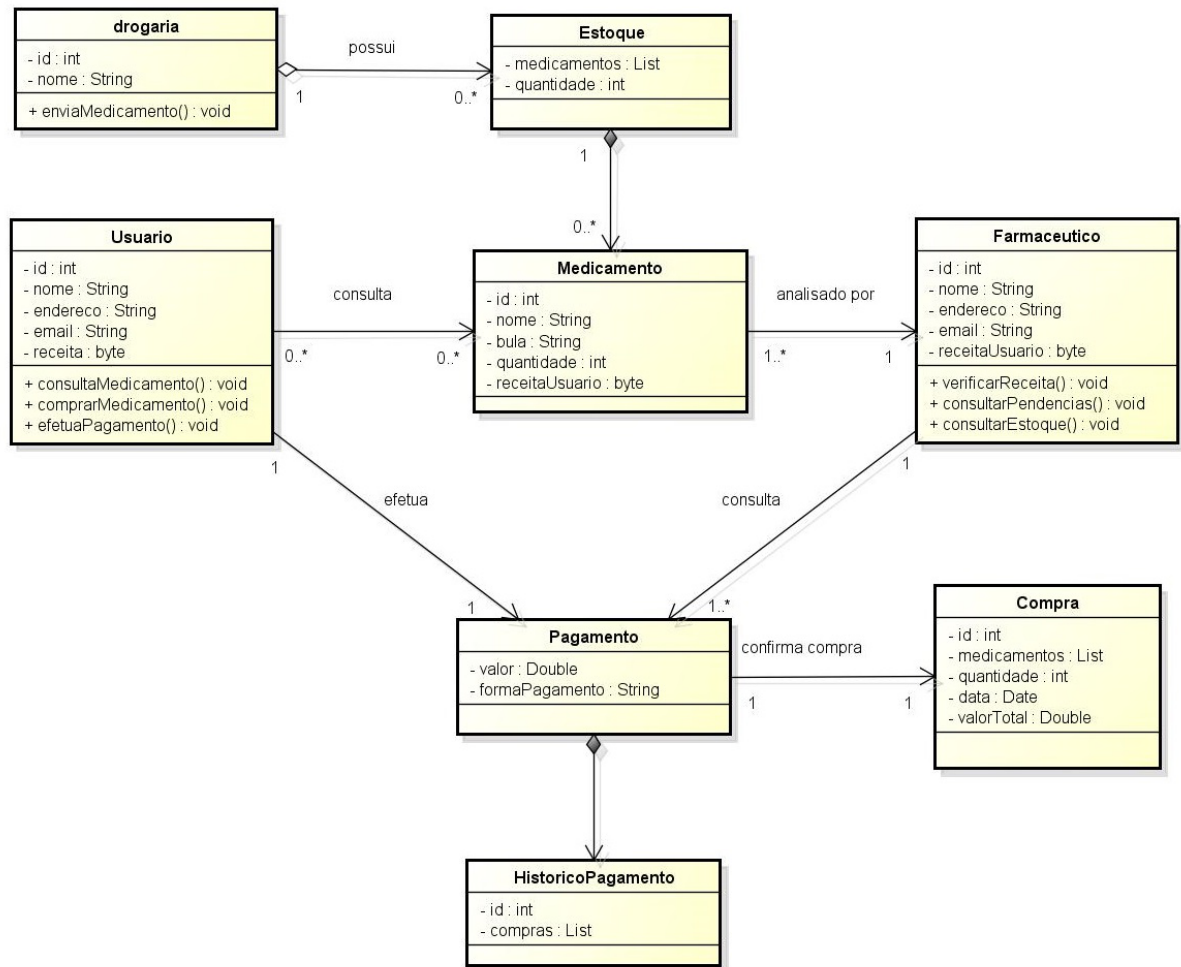 drogaria
- id : int
- nome : String
+ enviaMedicamento() : void
possui
1
0..*
Estoque
- medicamentos : List
- quantidade : int
1
0..*
Usuario
- id : int
- nome : String
- endereco : String
- email : String
- receita : byte
+ consultaMedicamento() : void
+ comprarMedicamento() : void
+ efetuaPagamento() : void
consulta
0..*
0..*
Medicamento
- id : int
- nome : String
- bula : String
- quantidade : int
- receitaUsuario : byte
analisado por
1..*
1
Farmaceutico
- id : int
- nome : String
- endereco : String
- email : String
- receitaUsuario : byte
+ verificarReceita() : void
+ consultarPendencias() : void
+ consultarEstoque() : void
1
efetua
1
1
consulta
1..*
Pagamento
- valor : Double
- formaPagamento : String
confirma compra
1
1
Compra
- id : int
- medicamentos : List
- quantidade : int
- data : Date
- valorTotal : Double
HistoricoPagamento
- id : int
- compras : List